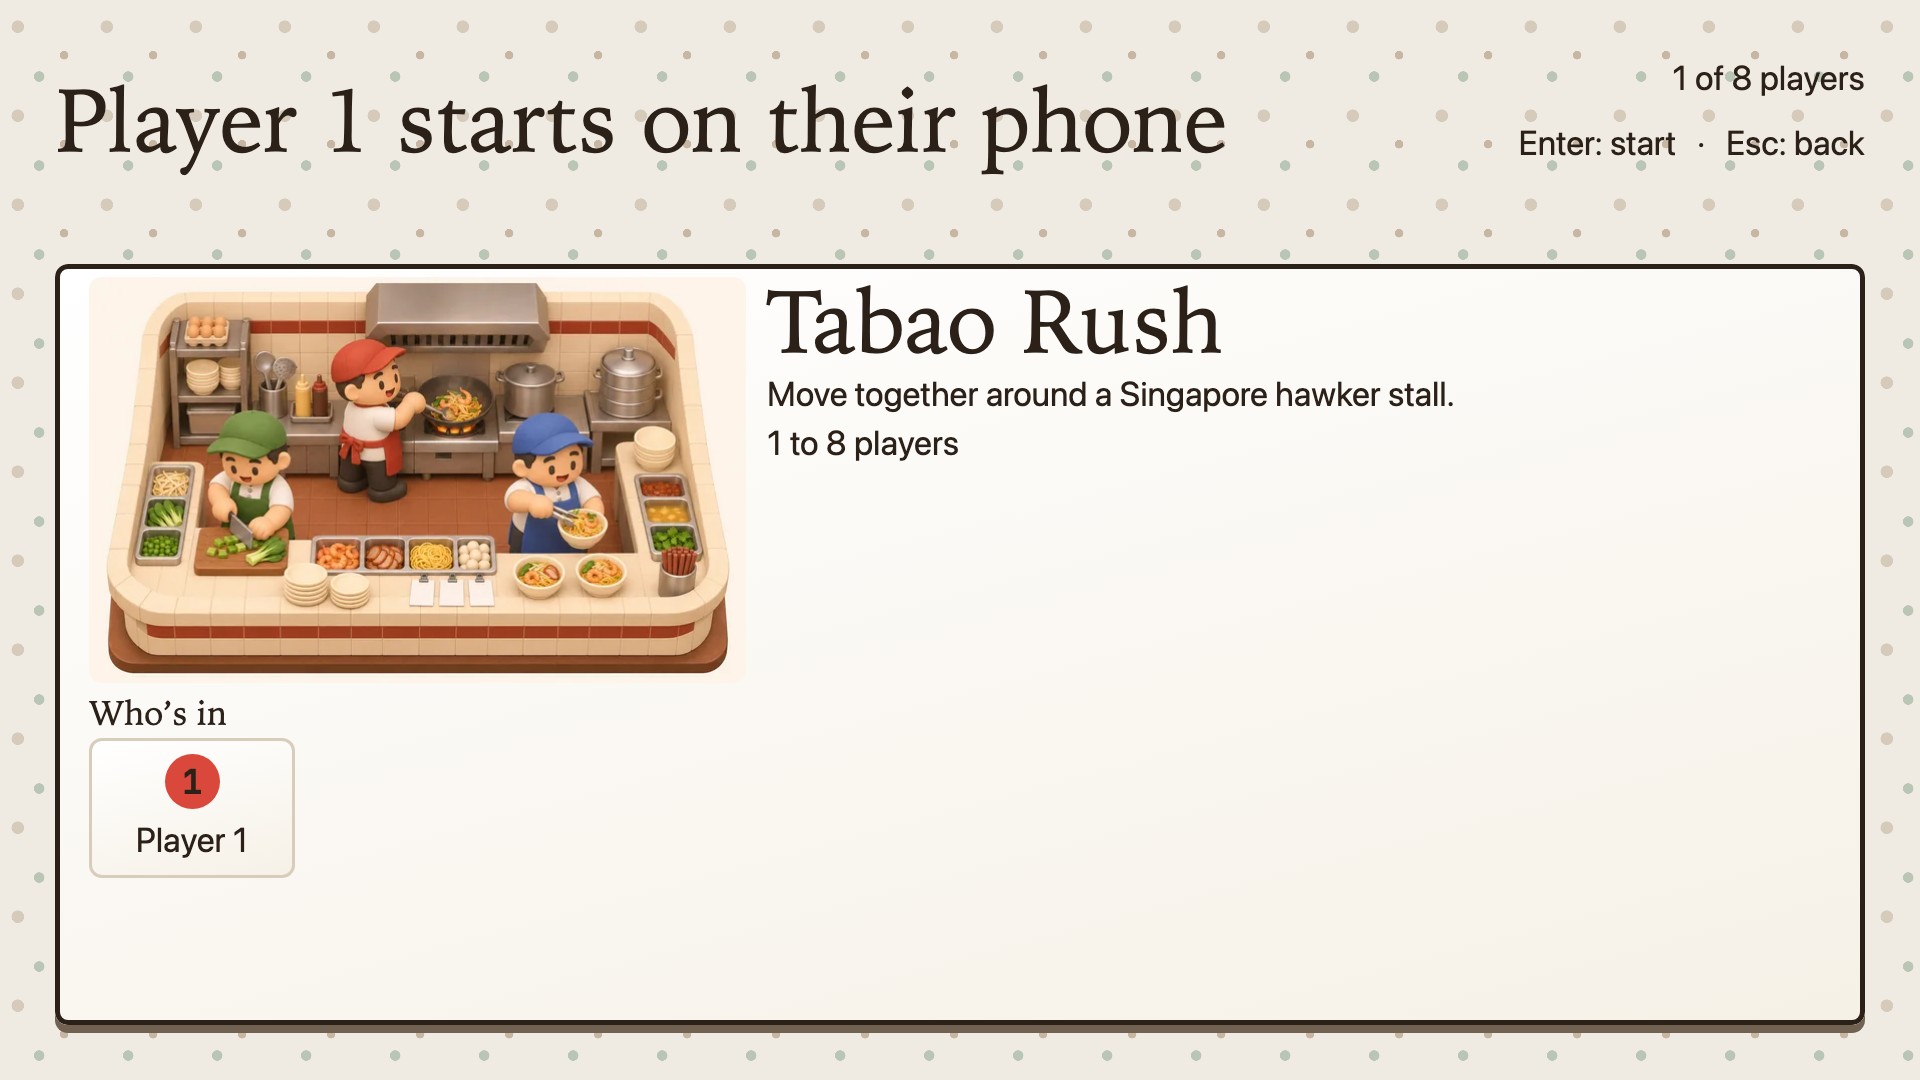 Player 1 starts on their phone
1 of 8 players
Enter: start · Esc: back
Tabao Rush
Move together around a Singapore hawker stall.
1 to 8 players
Who’s in
1
Player 1